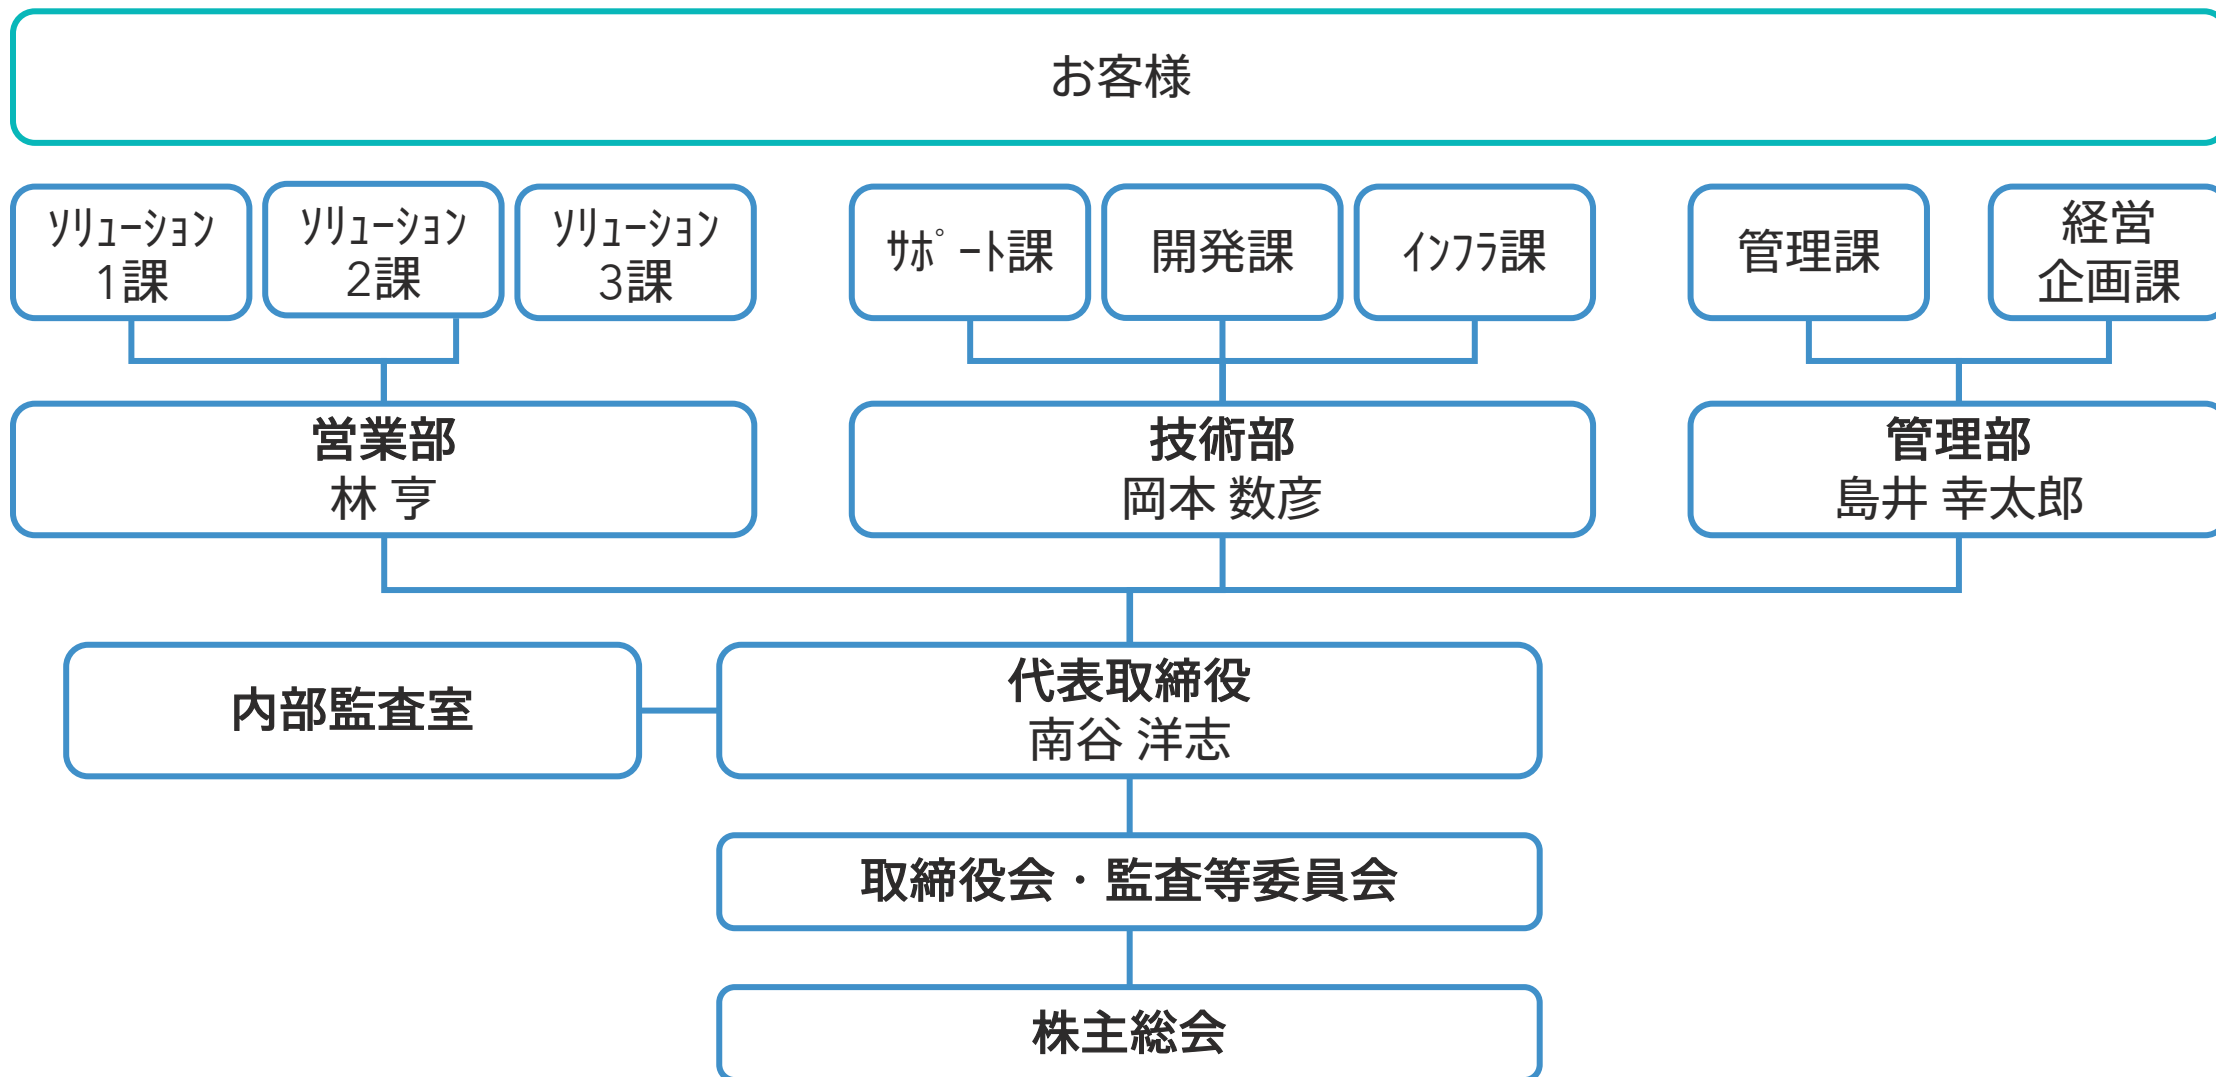 お客様
ｿﾘｭｰｼｮﾝ
1課
ｿﾘｭｰｼｮﾝ
2課
ｿﾘｭｰｼｮﾝ
3課
ｻﾎﾟｰﾄ課
開発課
ｲﾝﾌﾗ課
管理課
経営
企画課
営業部
林 亨
技術部
岡本 数彦
管理部
島井 幸太郎
内部監査室
代表取締役
南谷 洋志
取締役会・監査等委員会
株主総会